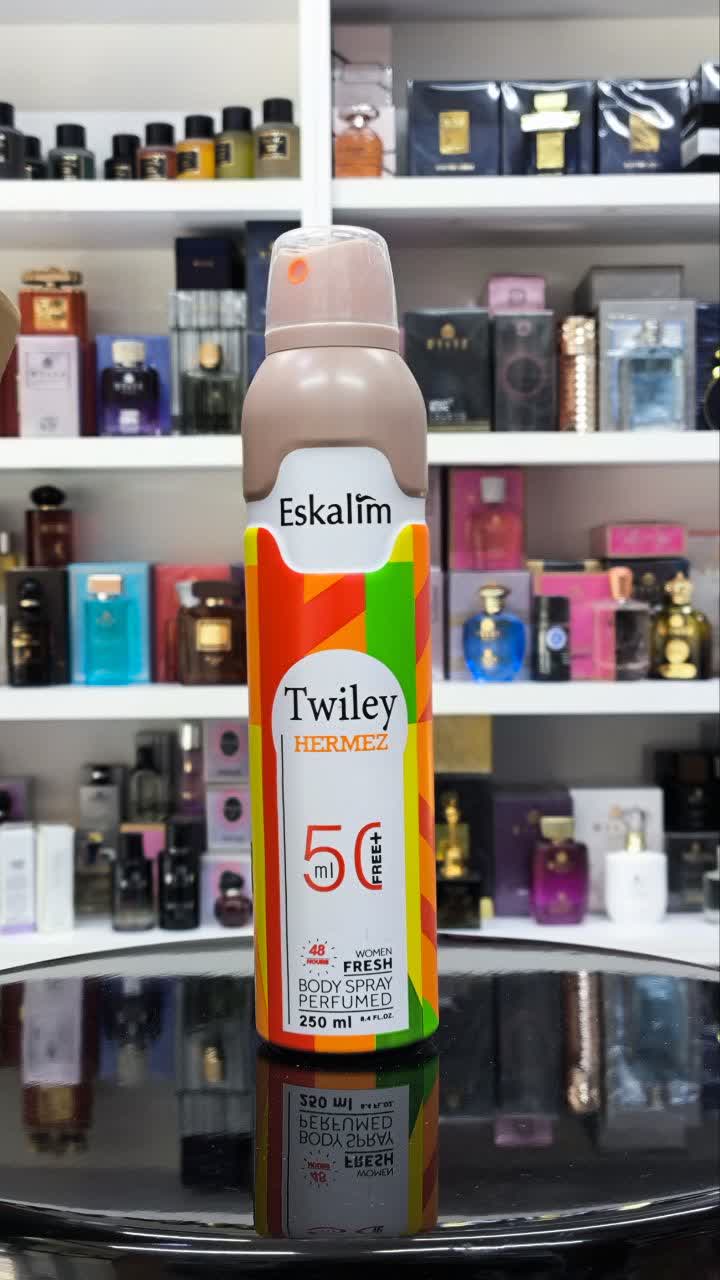 Eskalim
Twiley
HERMEZ
50
ml
FREE+
48
HOURS
WOMEN
FRESH
BODY SPRAY
PERFUMED
250 ml 8.4 FL.OZ.